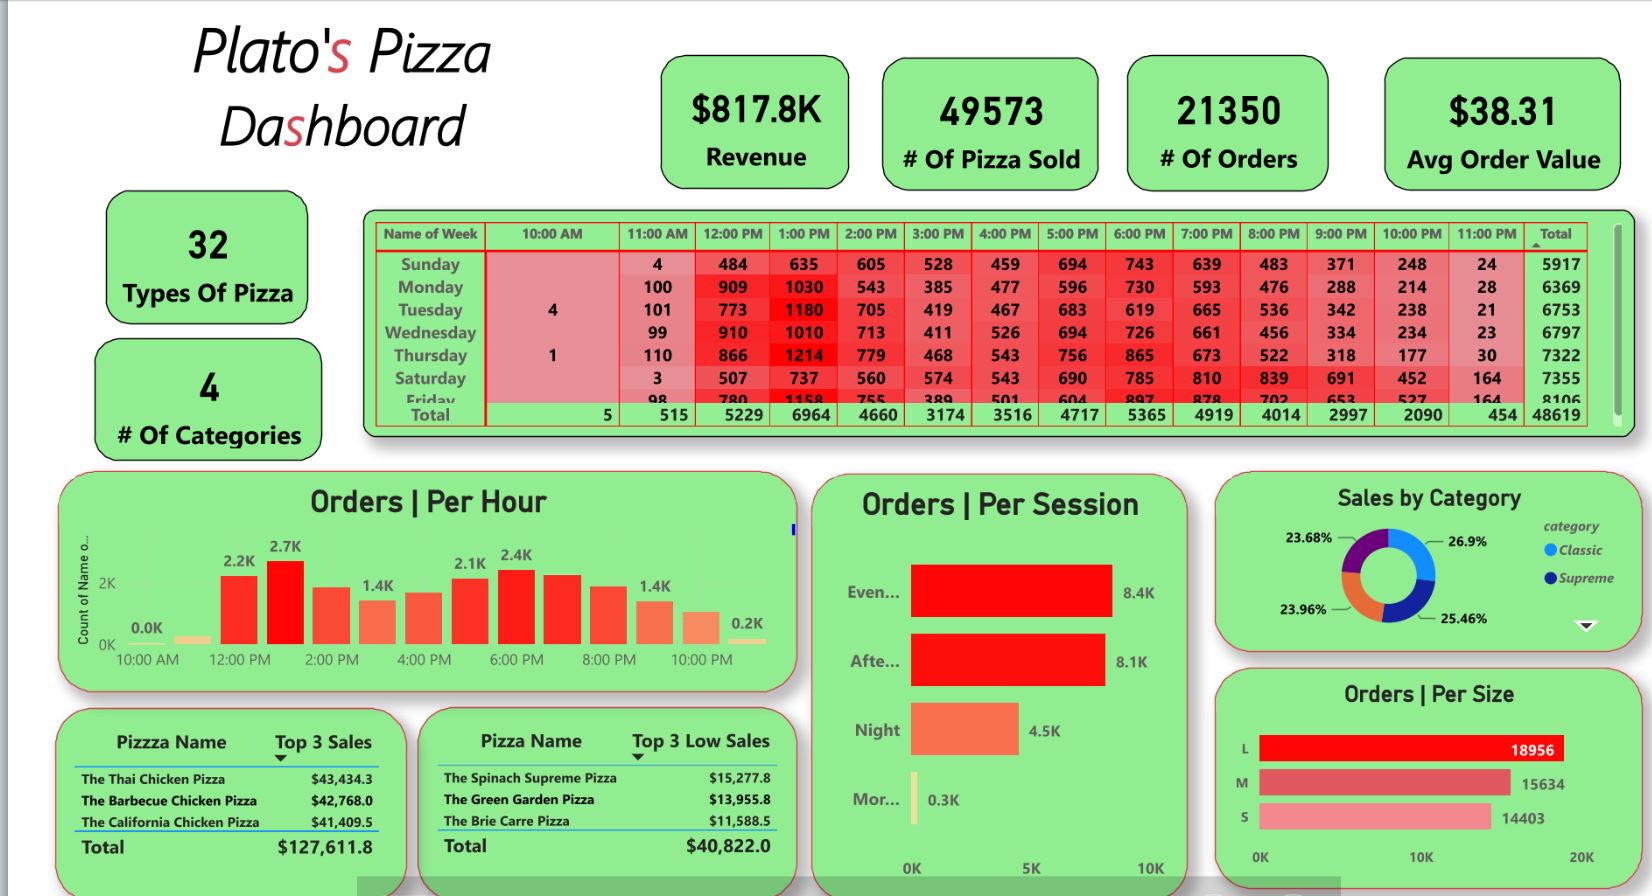 Plato's Pizza
Dashboard
$817.8K
Revenue
49573
# Of Pizza Sold
21350
# Of Orders
$38.31
Avg Order Value
32
Types Of Pizza
4
# Of Categories
Name of Week 10:00 AM 11:00 AM 12:00 PM 1:00 PM 2:00 PM 3:00 PM 4:00 PM 5:00 PM 6:00 PM 7:00 PM 8:00 PM 9:00 PM 10:00 PM 11:00 PM Total
Sunday 4 484 635 605 528 459 694 743 639 483 371 248 24 5917
Monday 100 909 1030 543 385 477 596 730 593 476 288 214 28 6369
Tuesday 4 101 773 1180 705 419 467 683 619 665 536 342 238 21 6753
Wednesday 99 910 1010 713 411 526 694 726 661 456 334 234 23 6797
Thursday 1 110 866 1214 779 468 543 756 865 673 522 318 177 30 7322
Saturday 3 507 737 560 574 543 690 785 810 839 691 452 164 7355
Friday 98 780 1158 755 389 501 604 897 878 702 653 527 164 8106
Total 5 515 5229 6964 4660 3174 3516 4717 5365 4919 4014 2997 2090 454 48619
Orders | Per Hour
Count of Name o...
2K
0K
0.0K 2.2K 2.7K 1.4K 2.1K 2.4K 1.4K 0.2K
10:00 AM 12:00 PM 2:00 PM 4:00 PM 6:00 PM 8:00 PM 10:00 PM
Orders | Per Session
Even... 8.4K
Afte... 8.1K
Night 4.5K
Mor... 0.3K
0K 5K 10K
Sales by Category
23.68% 26.9%
23.96% 25.46%
category
Classic
Supreme
Orders | Per Size
L 18956
M 15634
S 14403
0K 10K 20K
Pizzza Name Top 3 Sales
The Thai Chicken Pizza $43,434.3
The Barbecue Chicken Pizza $42,768.0
The California Chicken Pizza $41,409.5
Total $127,611.8
Pizza Name Top 3 Low Sales
The Spinach Supreme Pizza $15,277.8
The Green Garden Pizza $13,955.8
The Brie Carre Pizza $11,588.5
Total $40,822.0